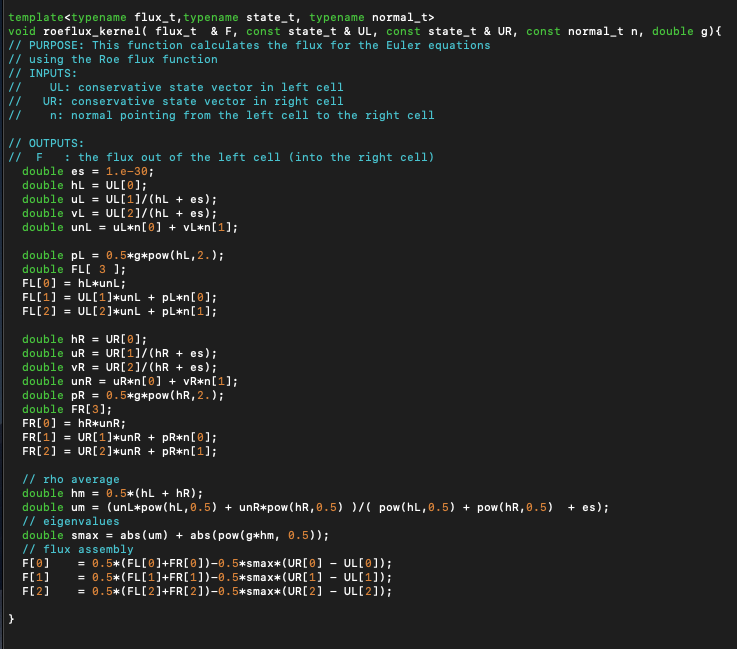 template<typename flux_t,typename state_t, typename normal_t>
void roeflux_kernel( flux_t  & F, const state_t & UL, const state_t & UR, const normal_t n, double g){
// PURPOSE: This function calculates the flux for the Euler equations
// using the Roe flux function
// INPUTS:
//    UL: conservative state vector in left cell
//   UR: conservative state vector in right cell
//    n: normal pointing from the left cell to the right cell

// OUTPUTS:
//  F   : the flux out of the left cell (into the right cell)
  double es = 1.e-30;
  double hL = UL[0];
  double uL = UL[1]/(hL + es);
  double vL = UL[2]/(hL + es);
  double unL = uL*n[0] + vL*n[1];

  double pL = 0.5*g*pow(hL,2.);
  double FL[ 3 ];
  FL[0] = hL*unL;
  FL[1] = UL[1]*unL + pL*n[0];
  FL[2] = UL[2]*unL + pL*n[1];

  double hR = UR[0];
  double uR = UR[1]/(hR + es);
  double vR = UR[2]/(hR + es);
  double unR = uR*n[0] + vR*n[1];
  double pR = 0.5*g*pow(hR,2.);
  double FR[3];
  FR[0] = hR*unR;
  FR[1] = UR[1]*unR + pR*n[0];
  FR[2] = UR[2]*unR + pR*n[1];

  // rho average
  double hm = 0.5*(hL + hR);
  double um = (unL*pow(hL,0.5) + unR*pow(hR,0.5) )/( pow(hL,0.5) + pow(hR,0.5)  + es);
  // eigenvalues
  double smax = abs(um) + abs(pow(g*hm, 0.5));
  // flux assembly
  F[0]    = 0.5*(FL[0]+FR[0])-0.5*smax*(UR[0] - UL[0]);
  F[1]    = 0.5*(FL[1]+FR[1])-0.5*smax*(UR[1] - UL[1]);
  F[2]    = 0.5*(FL[2]+FR[2])-0.5*smax*(UR[2] - UL[2]);

}